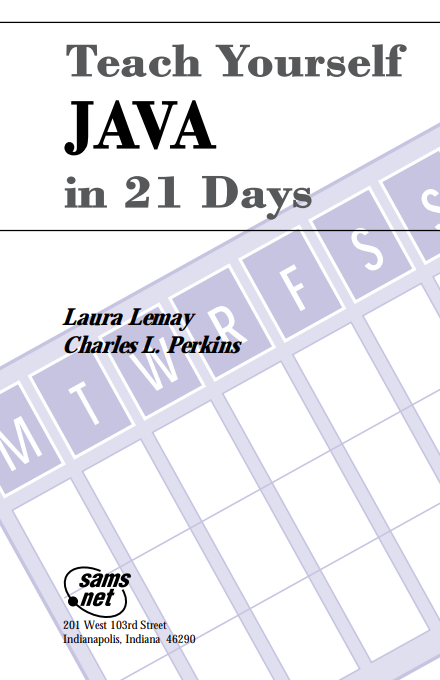 Teach Yourself
JAVA
in 21 Days
M T W R F S S
Laura Lemay
Charles L. Perkins
sams
.net
201 West 103rd Street
Indianapolis, Indiana 46290